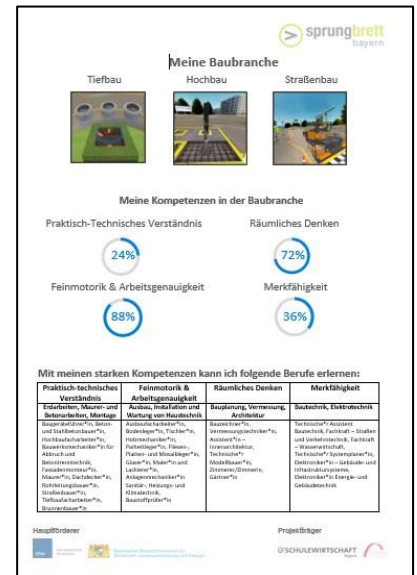 sprungbrett
bayern
Meine Baubranche
Tiefbau Hochbau Straßenbau
Meine Kompetenzen in der Baubranche
Praktisch-Technisches Verständnis Räumliches Denken
24% 72%
Feinmotorik & Arbeitsgenauigkeit Merkfähigkeit
88% 36%
Mit meinen starken Kompetenzen kann ich folgende Berufe erlernen:
Praktisch-technisches Verständnis
Feinmotorik & Arbeitsgenauigkeit
Räumliches Denken
Merkfähigkeit
Erdarbeiten, Maurer- und
Betonarbeiten, Montage
Ausbau, Installation und
Wartung von Haustechnik
Bauplanung, Vermessung,
Architektur
Bautechnik, Elektrotechnik
Baugeräteführer*in, Beton-
und Stahlbetonbauer*in,
Hochbaufacharbeiter*in,
Bauwerksmechaniker*in für
Abbruch und
Betontrenntechnik,
Fassadenmonteur*in,
Maurer*in, Dachdecker*in,
Rohrleitungsbauer*in,
Straßenbauer*in,
Tiefbaufacharbeiter*in,
Brunnenbauer*in
Ausbaufacharbeiter*in,
Bodenleger*in, Tischler*in,
Holzmechaniker*in,
Parkettleger*in, Fliesen-,
Platten- und Mosaikleger*in,
Glaser*in, Maler*in und
Lackierer*in,
Anlagenmechaniker*in
Sanitär-, Heizungs- und
Klimatechnik,
Baustoffprüfer*in
Bauzeichner*in,
Vermessungstechniker*in,
Assistent*in –
Innenarchitektur,
Technische*r
Modellbauer*in,
Zimmerer/Zimmerin,
Gärtner*in
Technische*r Assistent
Bautechnik, Fachkraft – Straßen
und Verkehrstechnik, Fachkraft
– Wasserwirtschaft,
Technische*r Systemplaner*in,
Elektroniker*in – Gebäude- und
Infrastruktursysteme,
Elektroniker*in Energie- und
Gebäudetechnik
Hauptförderer Projektträger
vbw
Bayerisches Staatsministerium für
Wirtschaft, Landesentwicklung und Energie
SCHULEWIRTSCHAFT
Bayern